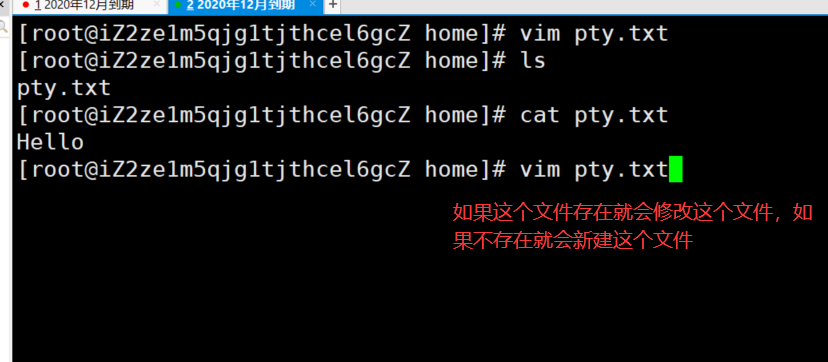 1 2020年12月到期 × 2 2020年12月到期 × +
[root@iZ2ze1m5qjg1tjthcel6gcZ home]# vim pty.txt
[root@iZ2ze1m5qjg1tjthcel6gcZ home]# ls
pty.txt
[root@iZ2ze1m5qjg1tjthcel6gcZ home]# cat pty.txt
Hello
[root@iZ2ze1m5qjg1tjthcel6gcZ home]# vim pty.txt
如果这个文件存在就会修改这个文件，如
果不存在就会新建这个文件